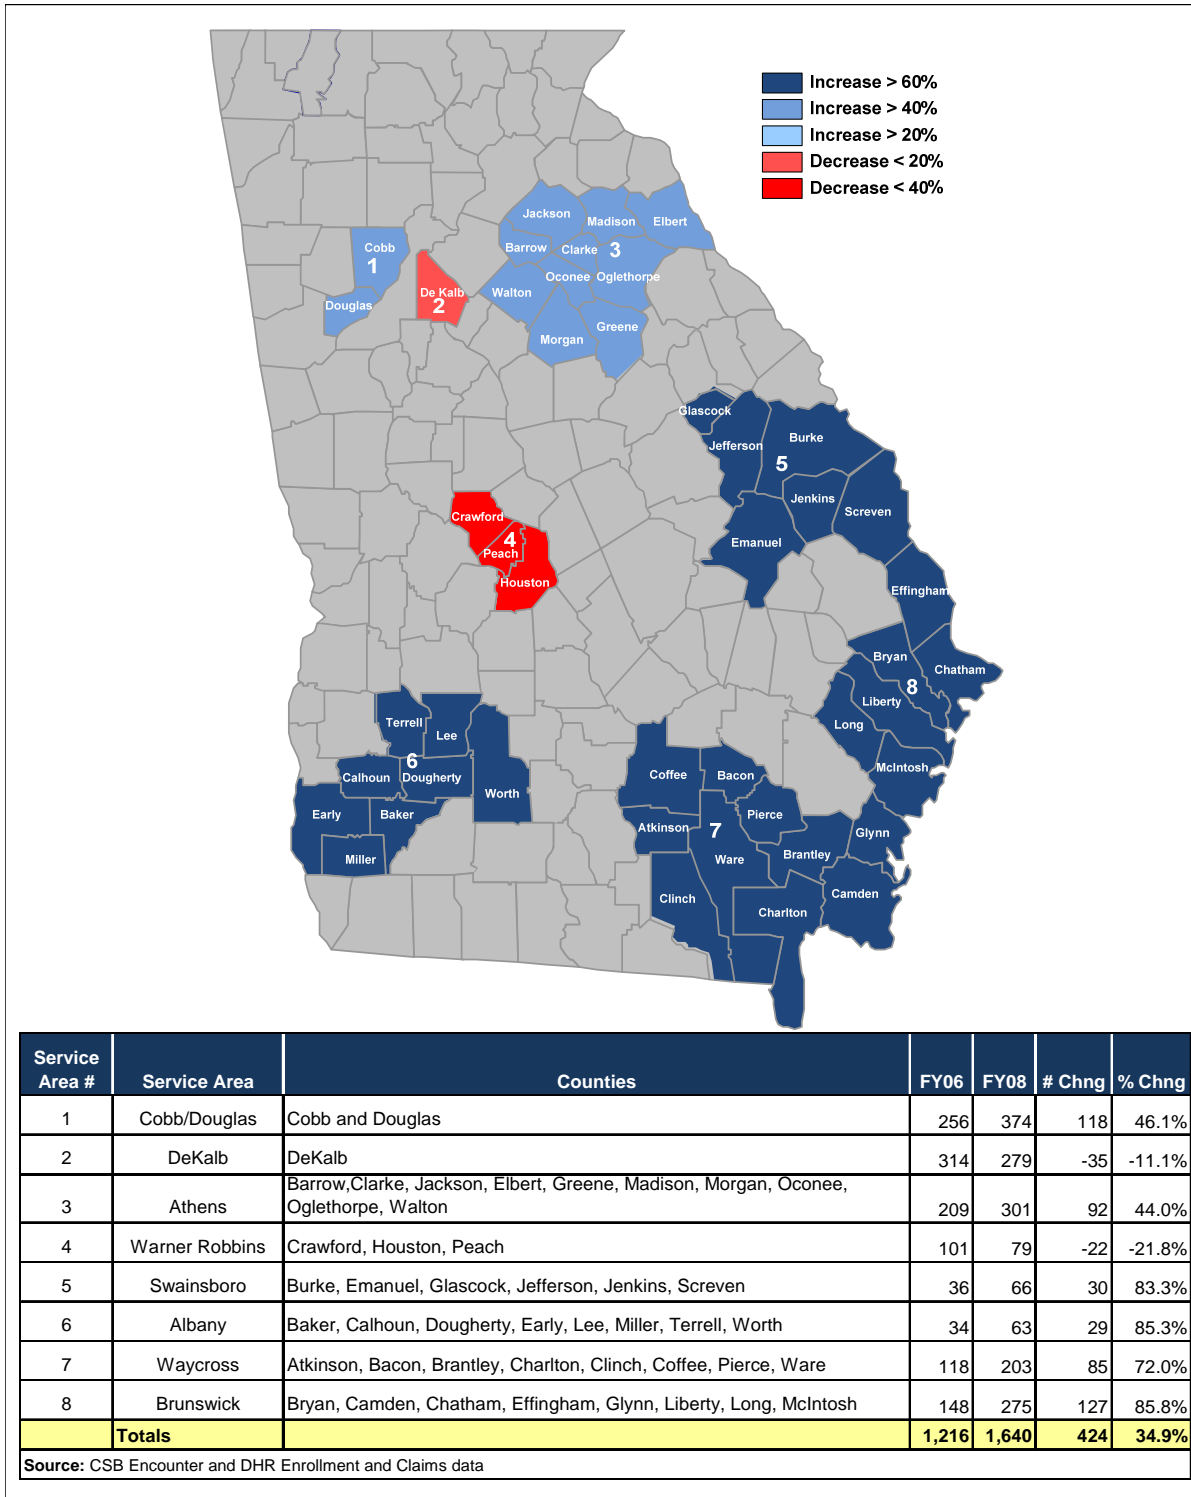 Increase > 60%
Increase > 40%
Increase > 20%
Decrease < 20%
Decrease < 40%
Jackson
Madison
Elbert
Cobb
1
Barrow
Clarke
3
Oconee
Oglethorpe
De Kalb
2
Walton
Douglas
Greene
Morgan
Glascock
Jefferson
Burke
5
Jenkins
Screven
Crawford
4
Peach
Emanuel
Houston
Effingham
Bryan
Chatham
8
Liberty
Terrell
Lee
Long
6
Calhoun
Dougherty
Coffee
Bacon
McIntosh
Worth
Early
Baker
Pierce
Atkinson
7
Glynn
Miller
Ware
Brantley
Clinch
Camden
Charlton
Service Area # Service Area Counties FY06 FY08 # Chng % Chng
1 Cobb/Douglas Cobb and Douglas 256 374 118 46.1%
2 DeKalb DeKalb 314 279 -35 -11.1%
Barrow,Clarke, Jackson, Elbert, Greene, Madison, Morgan, Oconee,
3 Athens Oglethorpe, Walton 209 301 92 44.0%
4 Warner Robbins Crawford, Houston, Peach 101 79 -22 -21.8%
5 Swainsboro Burke, Emanuel, Glascock, Jefferson, Jenkins, Screven 36 66 30 83.3%
6 Albany Baker, Calhoun, Dougherty, Early, Lee, Miller, Terrell, Worth 34 63 29 85.3%
7 Waycross Atkinson, Bacon, Brantley, Charlton, Clinch, Coffee, Pierce, Ware 118 203 85 72.0%
8 Brunswick Bryan, Camden, Chatham, Effingham, Glynn, Liberty, Long, McIntosh 148 275 127 85.8%
Totals 1,216 1,640 424 34.9%
Source: CSB Encounter and DHR Enrollment and Claims data